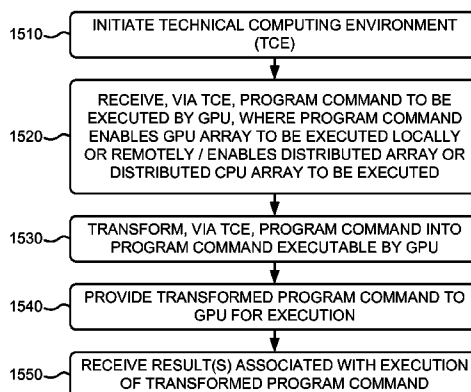 1510
INITIATE TECHNICAL COMPUTING ENVIRONMENT
(TCE)
1520
RECEIVE, VIA TCE, PROGRAM COMMAND TO BE
EXECUTED BY GPU, WHERE PROGRAM COMMAND
ENABLES GPU ARRAY TO BE EXECUTED LOCALLY
OR REMOTELY / ENABLES DISTRIBUTED ARRAY OR
DISTRIBUTED CPU ARRAY TO BE EXECUTED
1530
TRANSFORM, VIA TCE, PROGRAM COMMAND INTO
PROGRAM COMMAND EXECUTABLE BY GPU
1540
PROVIDE TRANSFORMED PROGRAM COMMAND TO
GPU FOR EXECUTION
1550
RECEIVE RESULT(S) ASSOCIATED WITH EXECUTION
OF TRANSFORMED PROGRAM COMMAND